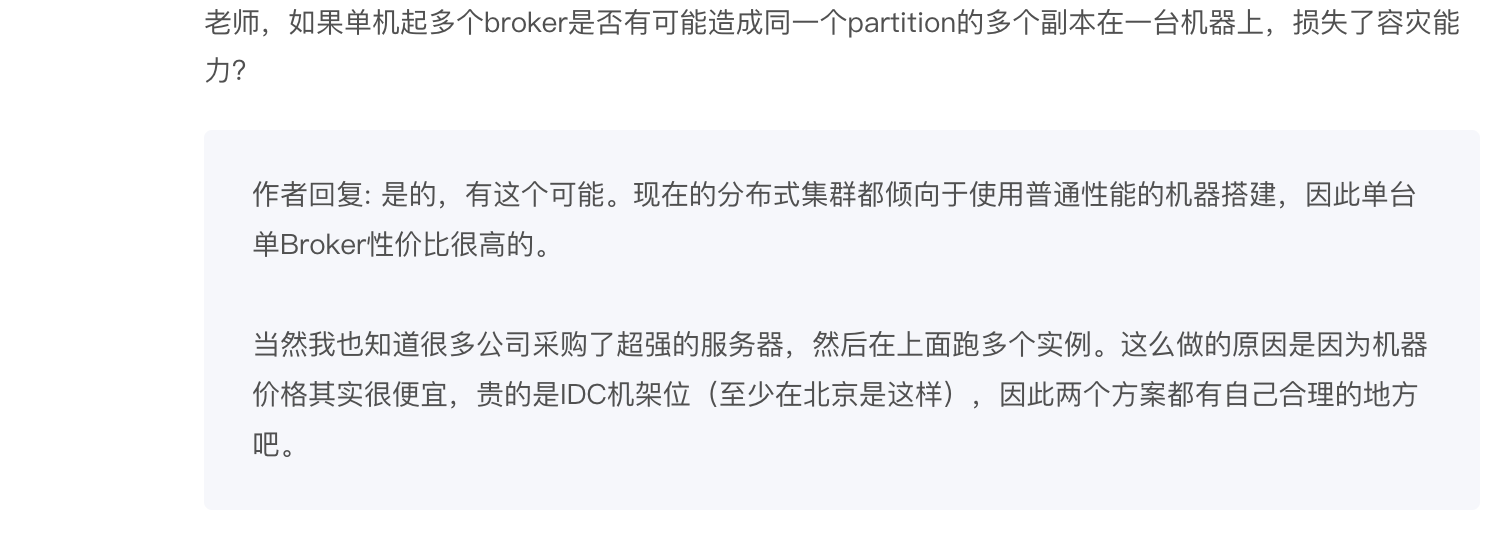 老师，如果单机起多个broker是否有可能造成同一个partition的多个副本在一台机器上，损失了容灾能
力？
作者回复: 是的，有这个可能。现在的分布式集群都倾向于使用普通性能的机器搭建，因此单台
单Broker性价比很高的。
当然我也知道很多公司采购了超强的服务器，然后在上面跑多个实例。这么做的原因是因为机器
价格其实很便宜，贵的是IDC机架位（至少在北京是这样），因此两个方案都有自己合理的地方
吧。